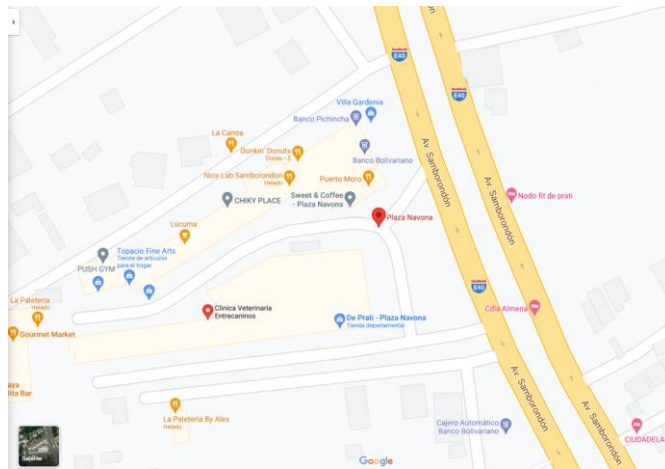 E40
E40
Villa Gardenia
Banco Pichincha
La Canoa
Dunkin' Donuts
Donas - $
Banco Bolivariano
Av. Samborondón
Av. Samborondón
Nice Lab Samborondon
Helado
Puerto Moro
CHIKY PLACE
Sweet & Coffee
- Plaza Navona
Nodo fit de prati
Plaza Navona
Lúcuma
Topacio Fine Arts
Tienda de artículos
para el hogar
PUSH GYM
E40
La Paleteria
Helado
Clinica Veterinaria
Entrecaninos
De Prati - Plaza Navona
Tienda departamental
Cdla Almeria
Gourmet Market
Av. Samborondón
Av. Samborondón
aya
lita Bar
La Paleteria By Alex
Helado
Cajero Automático
Banco Bolivariano
CIUDADELA
Satélite
Google